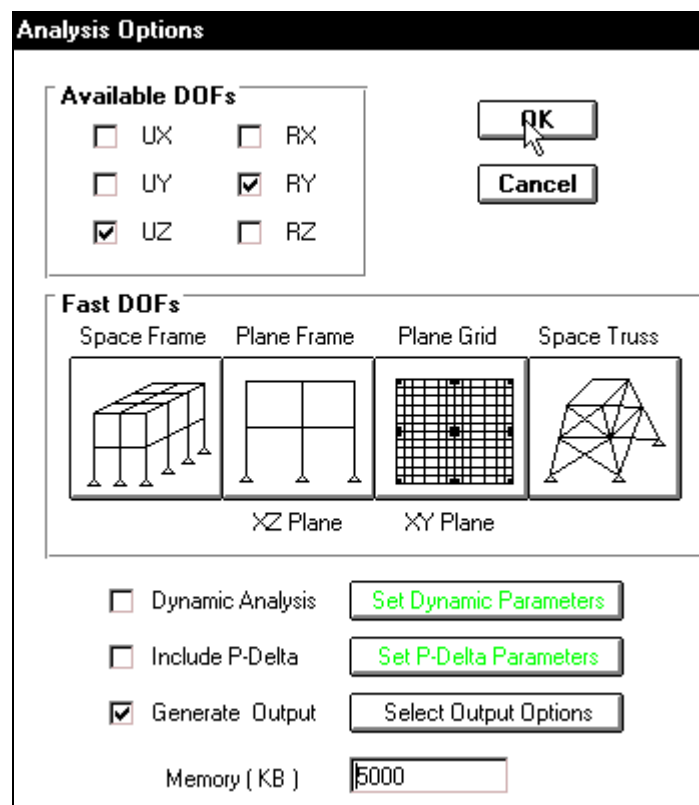 Analysis Options
Available DOFs
UX RX
UY RY
UZ RZ
OK
Cancel
Fast DOFs
Space Frame Plane Frame Plane Grid Space Truss
XZ Plane XY Plane
Dynamic Analysis Set Dynamic Parameters
Include P-Delta Set P-Delta Parameters
Generate Output Select Output Options
Memory ( KB ) 5000